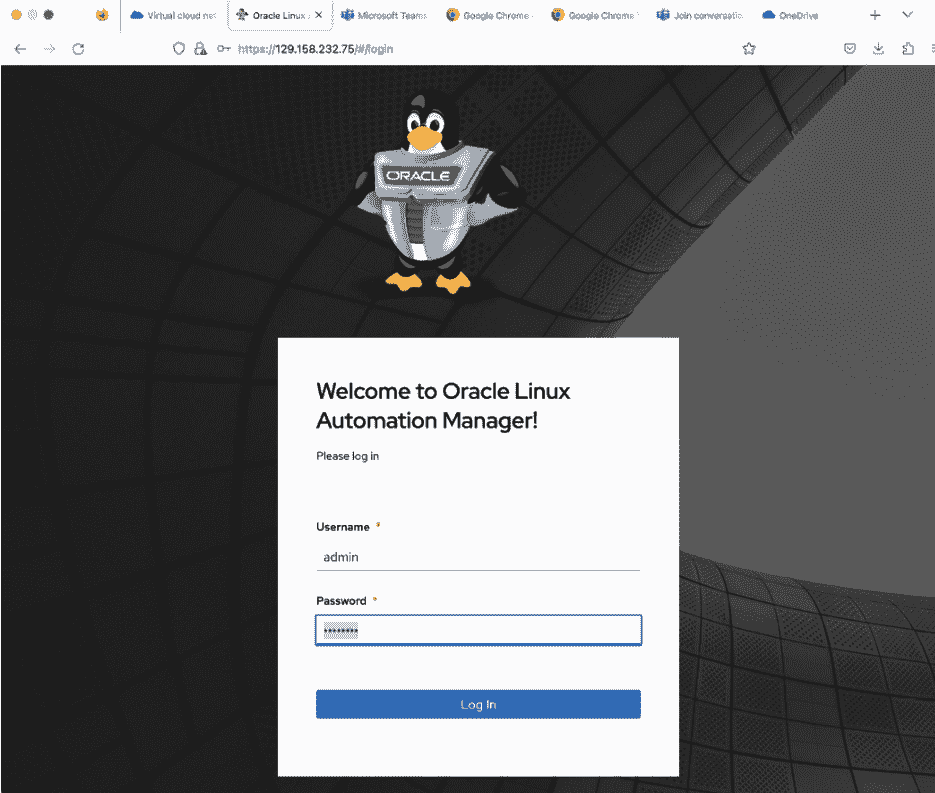 Virtual cloud net
Oracle Linux
Microsoft Teams
Google Chrome
Google Chrome
Join conversatio
OneDrive
https://129.158.232.75/#/login
ORACLE
Welcome to Oracle Linux
Automation Manager!
Please log in
Username *
admin
Password *
••••••••
Log In